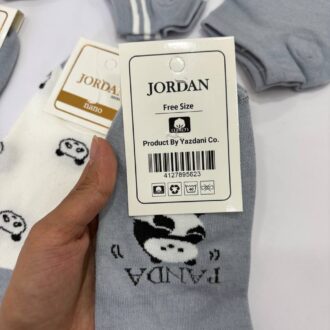 JORDAN
nano
JORDAN
Free Size
Product By Yazdani Co.
4127895623
PANDA